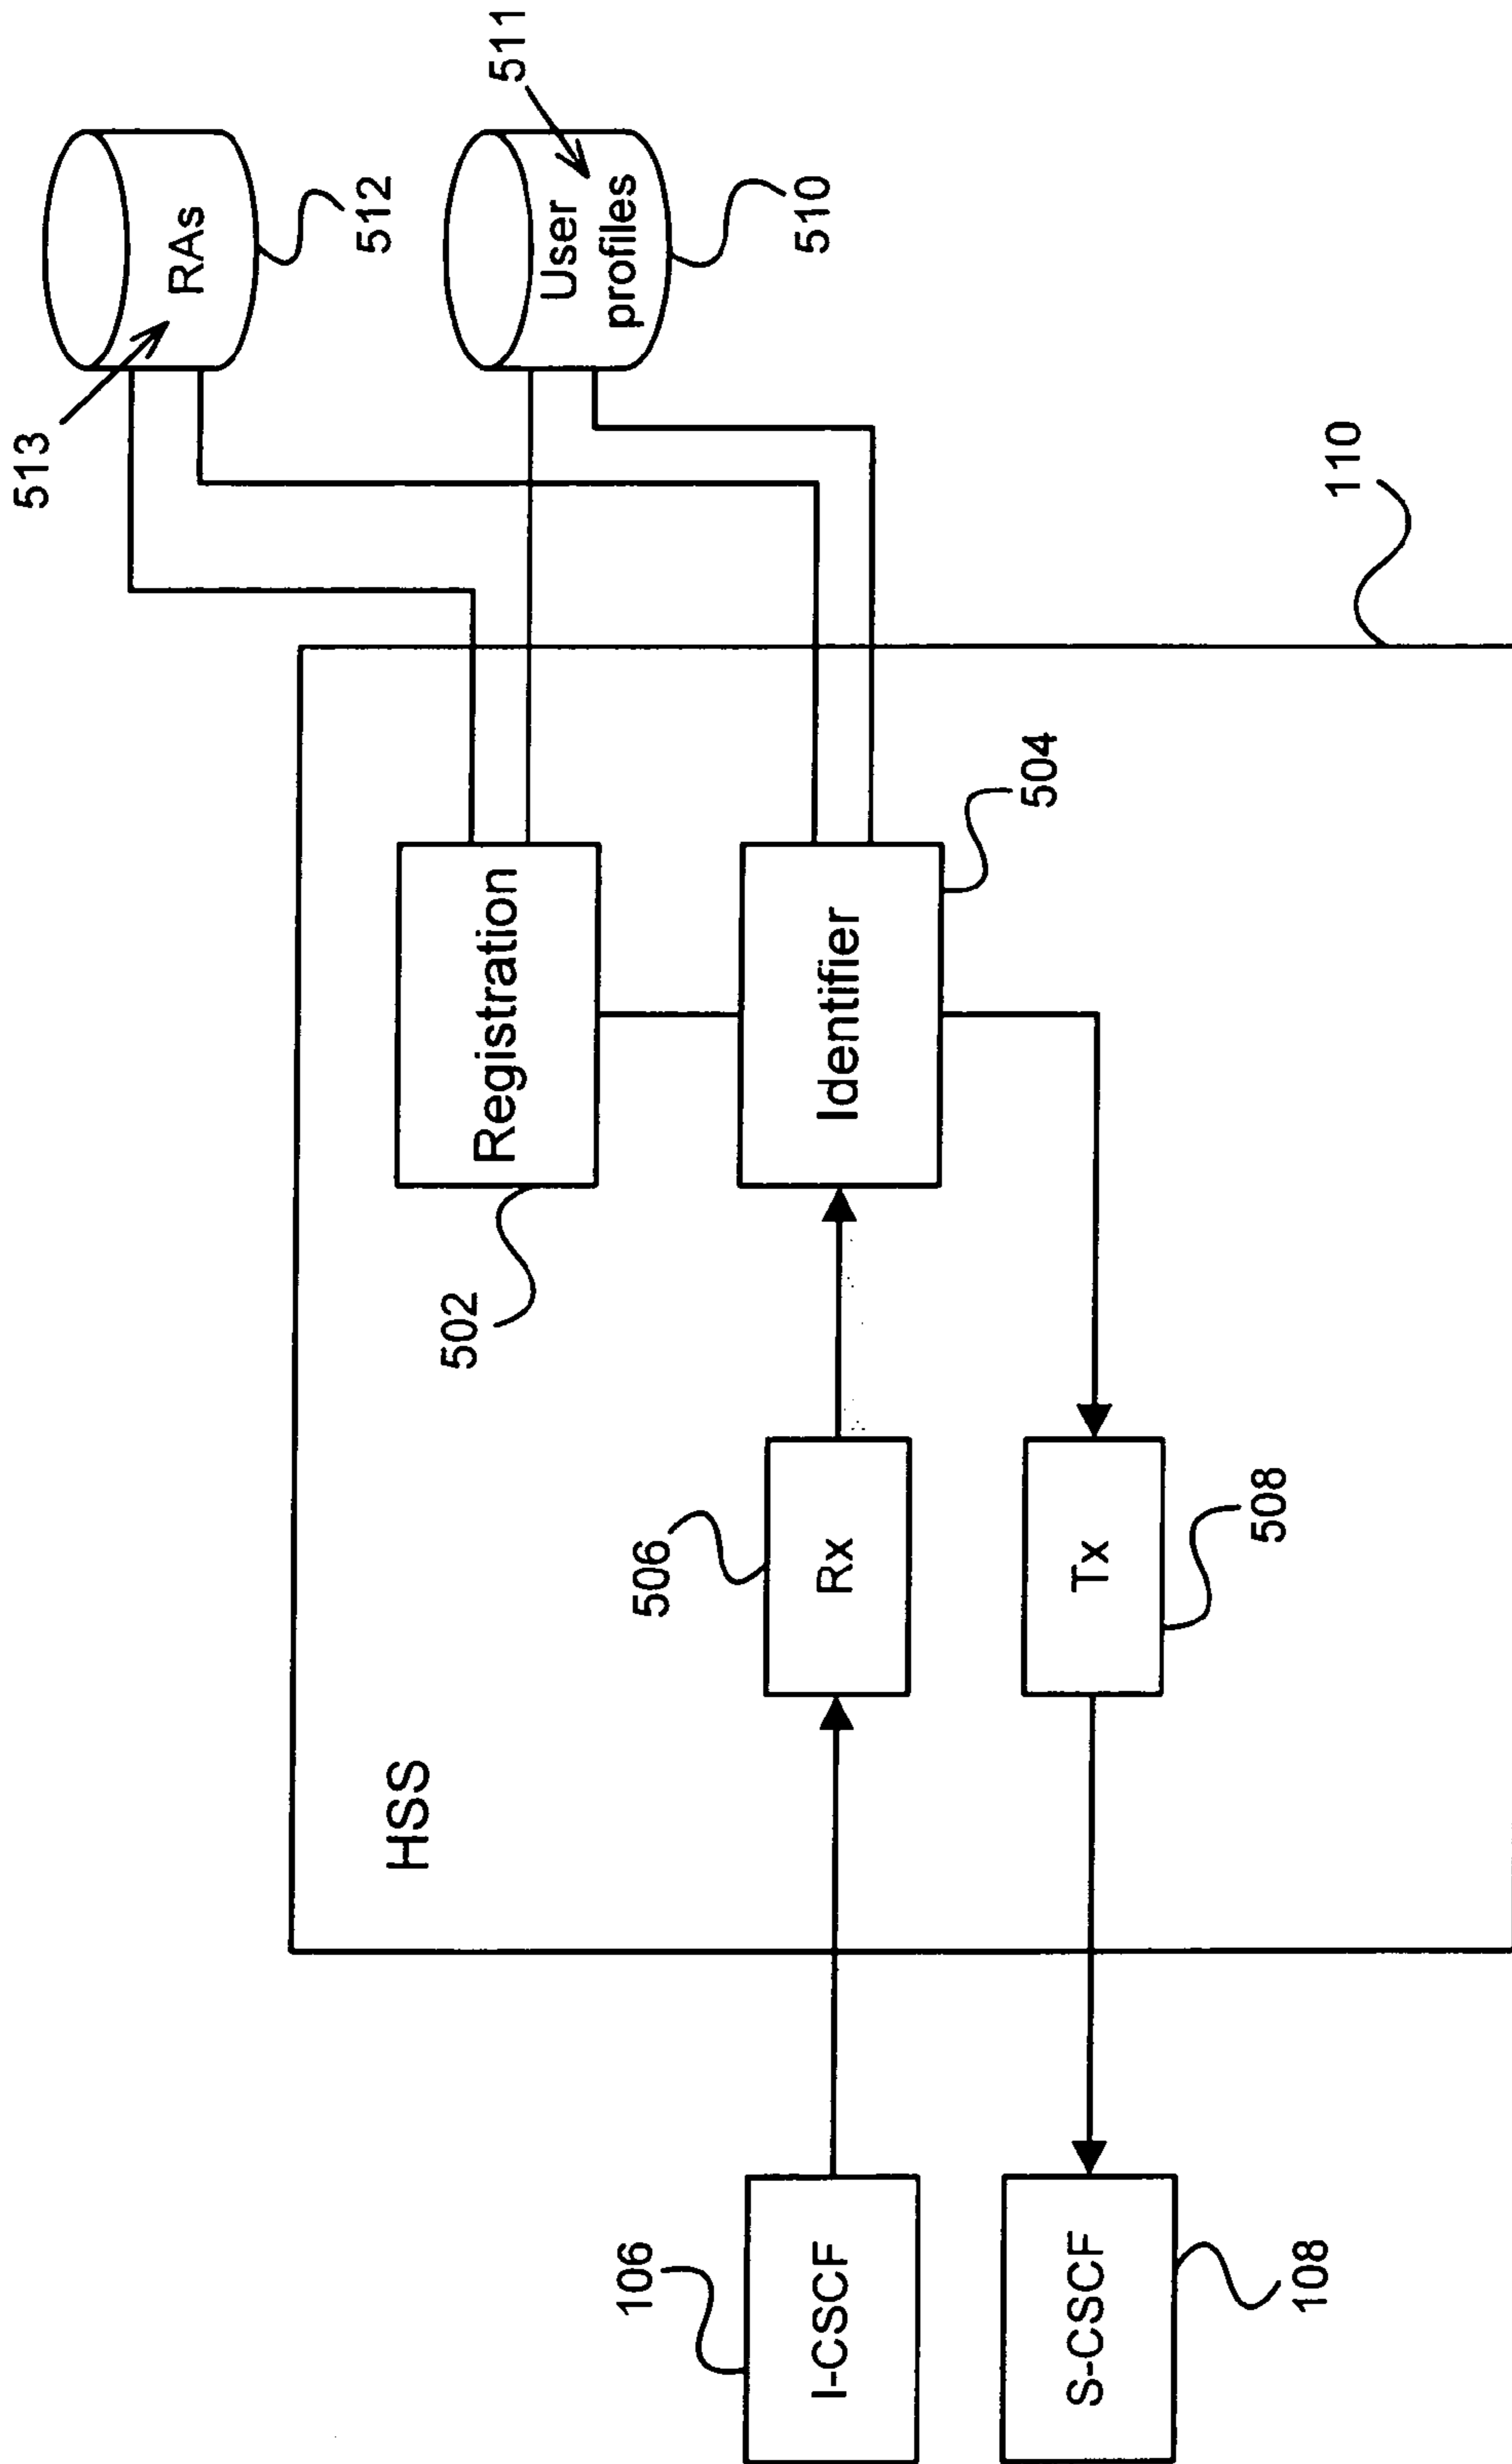 HSS
110
I-CSCF
106
S-CSCF
108
Rx
506
Tx
508
Registration
502
Identifier
504
RAs
513
512
User
profiles
511
510